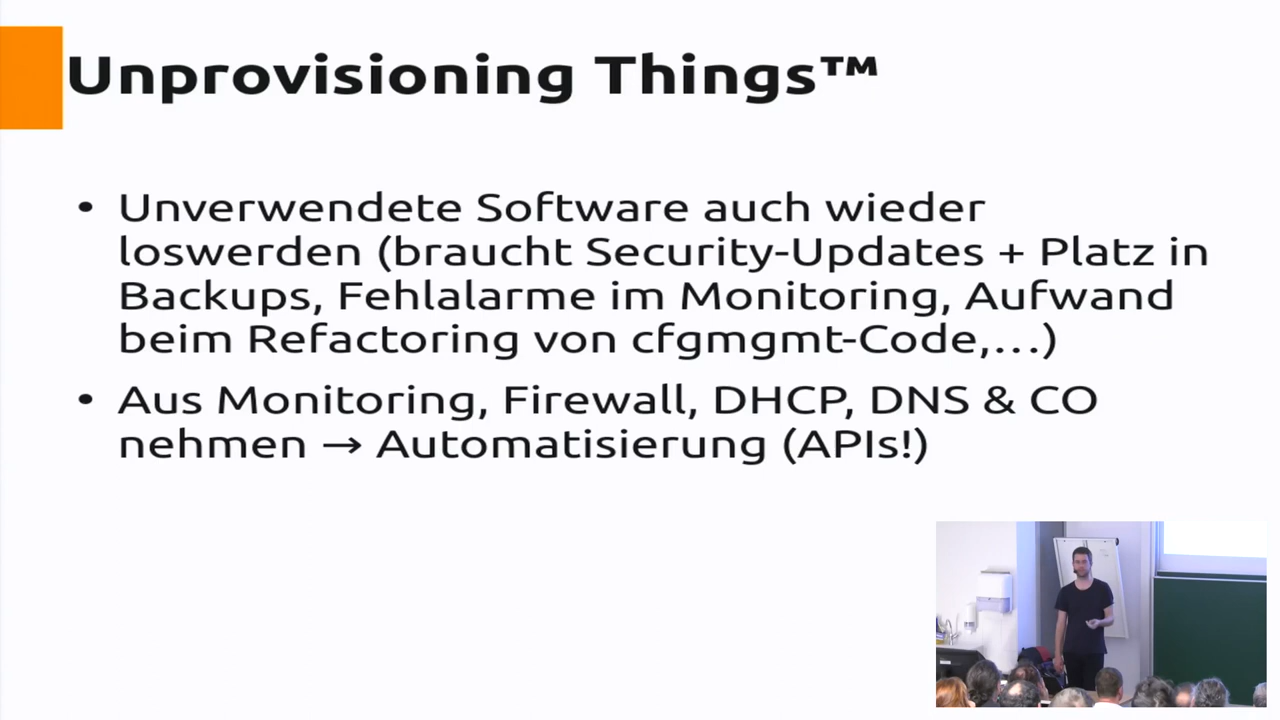 Unprovisioning Things™
• Unverwendete Software auch wieder
loswerden (braucht Security-Updates + Platz in
Backups, Fehlalarme im Monitoring, Aufwand
beim Refactoring von cfgmgmt-Code,…)
• Aus Monitoring, Firewall, DHCP, DNS & CO
nehmen → Automatisierung (APIs!)